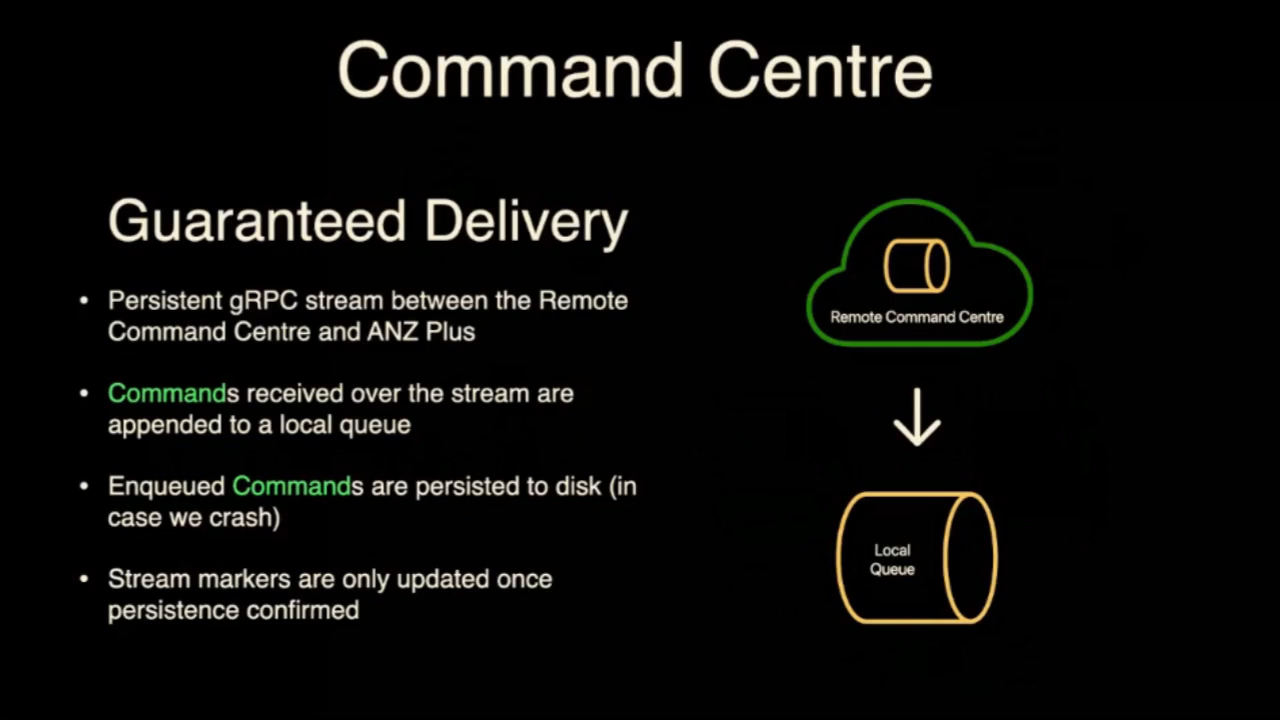 Command Centre
Guaranteed Delivery
• Persistent gRPC stream between the Remote
Command Centre and ANZ Plus
• Commands received over the stream are
appended to a local queue
• Enqueued Commands are persisted to disk (in
case we crash)
• Stream markers are only updated once
persistence confirmed
Remote Command Centre
Local
Queue